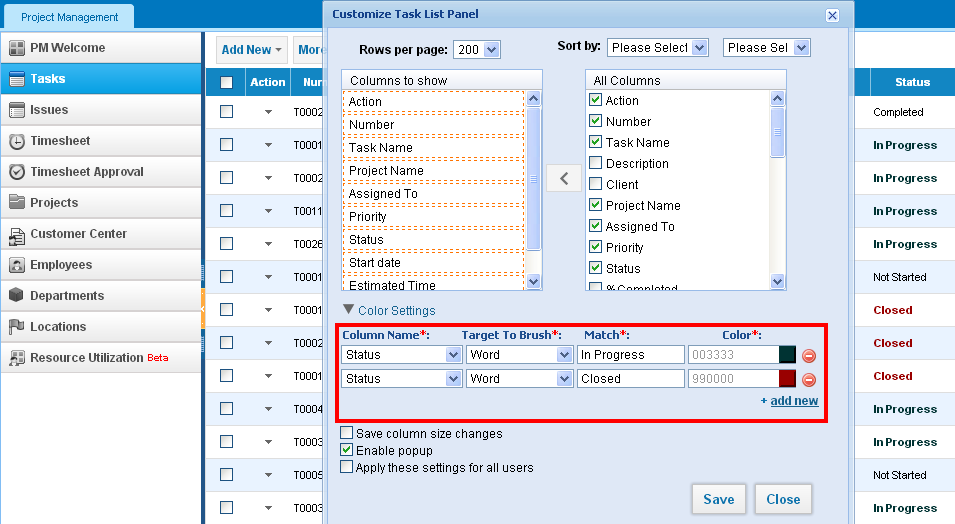 Project Management
PM Welcome
Tasks
Issues
Timesheet
Timesheet Approval
Projects
Customer Center
Employees
Departments
Locations
Resource Utilization Beta
Add New
More
Action
Num
T0002
T0001
T0002
T0011
T0026
T0001
T0001
T0002
T0001
T0004
T0003
T0005
T0003
Customize Task List Panel
Rows per page: 200
Sort by: Please Select Please Sel
Columns to show
Action
Number
Task Name
Project Name
Assigned To
Priority
Status
Start date
Estimated Time
All Columns
Action
Number
Task Name
Description
Client
Project Name
Assigned To
Priority
Status
%Completed
Color Settings
Column Name*: Target To Brush*: Match*: Color*:
Status Word In Progress 003333
Status Word Closed 990000
+ add new
Save column size changes
Enable popup
Apply these settings for all users
Save Close
Status
Completed
In Progress
In Progress
In Progress
In Progress
Not Started
Closed
Closed
Closed
In Progress
In Progress
Not Started
In Progress